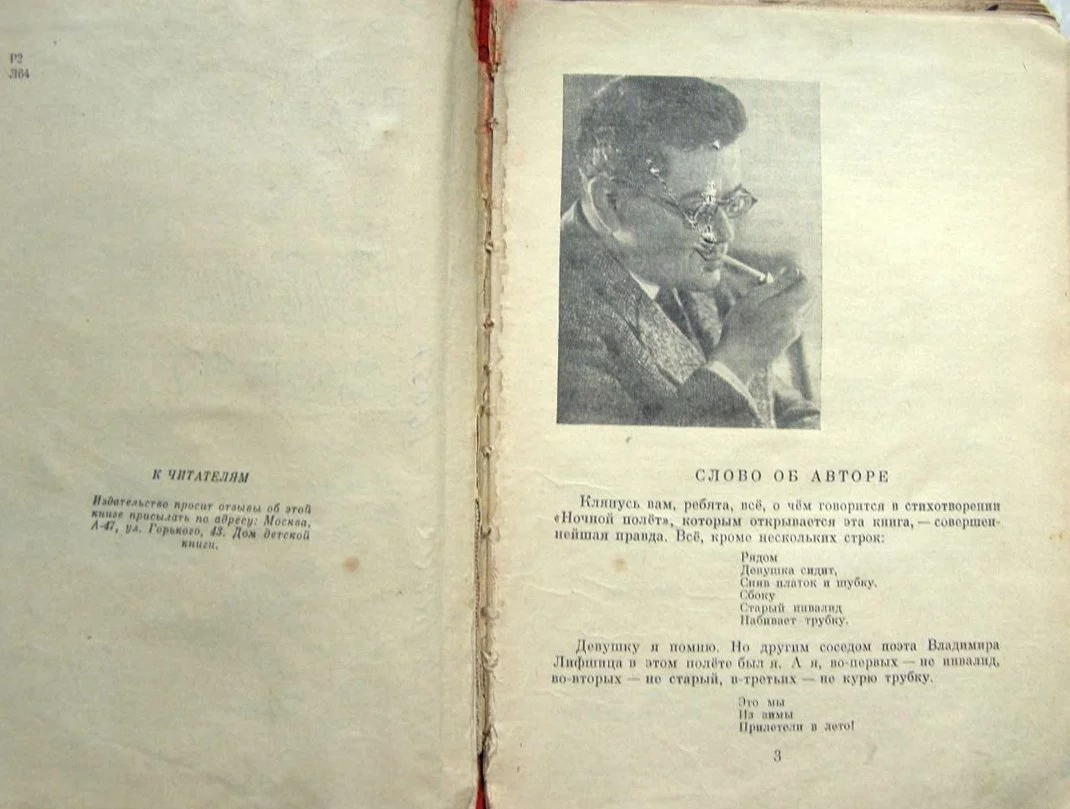 Р2
Л64
К ЧИТАТЕЛЯМ
Издательство просит отзывы об этой
книге присылать по адресу: Москва,
А-47, ул. Горького, 43. Дом детской
книги.
СЛОВО ОБ АВТОРЕ
Клянусь вам, ребята, всё, о чём говорится в стихотворении
«Ночной полёт», которым открывается эта книга, — совершен-
нейшая правда. Всё, кроме нескольких строк:
Рядом
Девушка сидит,
Сняв платок и шубку.
Сбоку
Старый инвалид
Набивает трубку.
Девушку я помню. Но другим соседом поэта Владимира
Лифшица в этом полёте был я. А я, во-первых — не инвалид,
во-вторых — не старый, в-третьих — не курю трубку.
Это мы
Из зимы
Прилетели в лето!
3